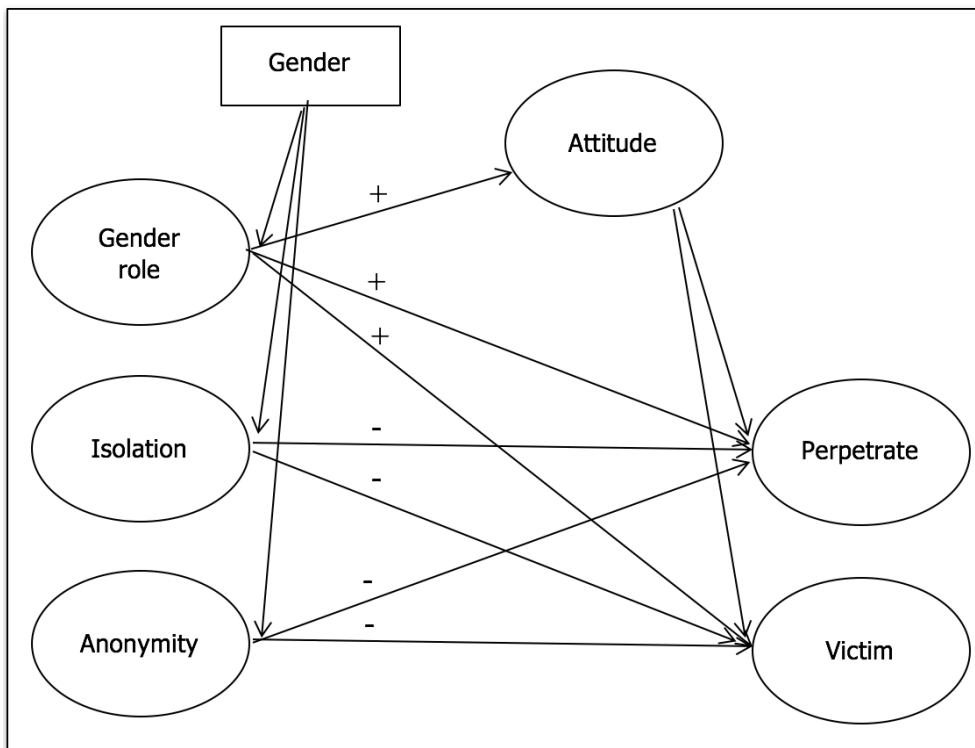 Gender
Attitude
+
Gender
role
+
+
Isolation
-
-
Perpetrate
Anonymity
-
-
Victim